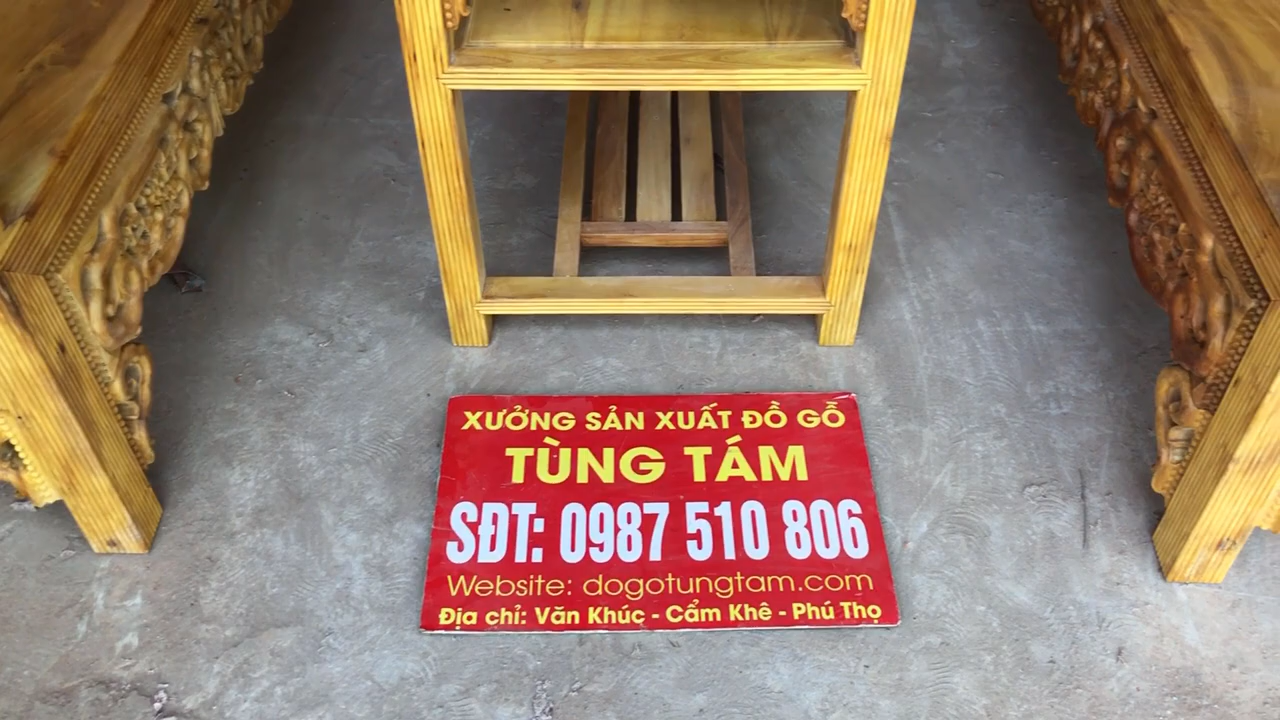 XƯỞNG SẢN XUẤT ĐỒ GỖ
TÙNG TÁM
SĐT: 0987 510 806
Website: dogotungtam.com
Địa chỉ: Văn Khúc - Cẩm Khê - Phú Thọ